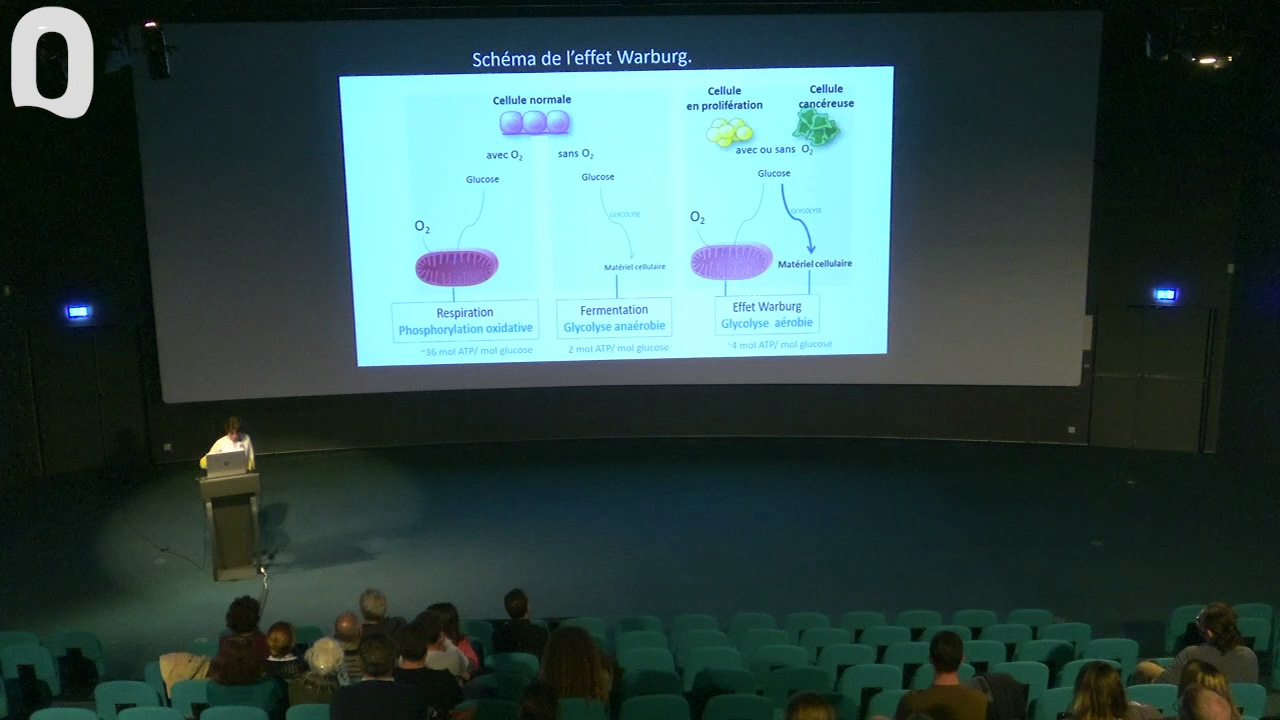 Schéma de l'effet Warburg.
Cellule normale
avec O₂
sans O₂
Glucose
Glucose
GLYCOLYSE
O₂
Matériel cellulaire
Respiration
Phosphorylation oxidative
~36 mol ATP/ mol glucose
Fermentation
Glycolyse anaérobie
2 mol ATP/ mol glucose
Cellule
en prolifération
Cellule
cancéreuse
avec ou sans O₂
Glucose
GLYCOLYSE
O₂
Matériel cellulaire
Effet Warburg
Glycolyse aérobie
~4 mol ATP/ mol glucose